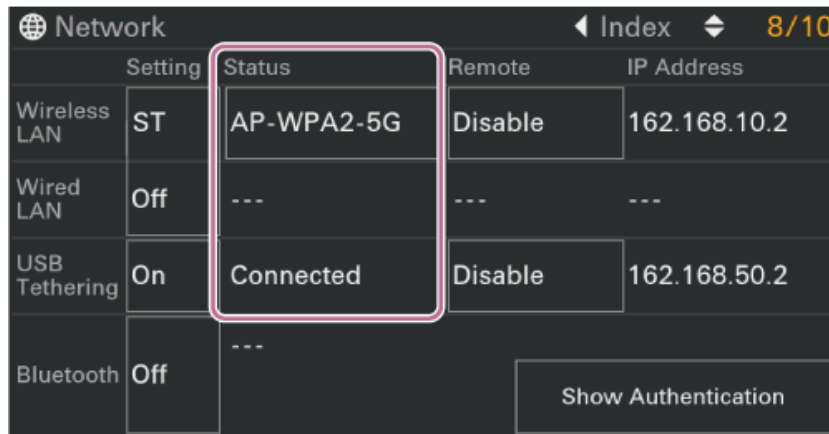 Network Index 8/10
Setting Status Remote IP Address
Wireless LAN ST AP-WPA2-5G Disable 162.168.10.2
Wired LAN Off --- --- ---
USB Tethering On Connected Disable 162.168.50.2
Bluetooth Off ---
Show Authentication